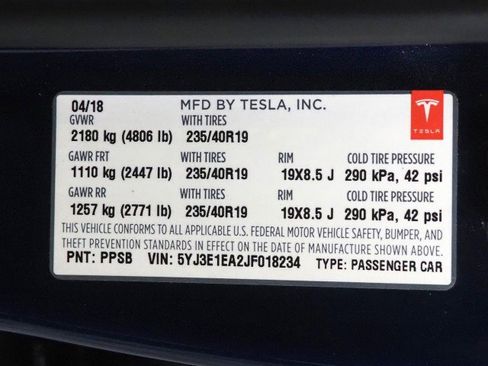 04/18 MFD BY TESLA, INC.
GVWR WITH TIRES
2180 kg (4806 lb) 235/40R19
GAWR FRT WITH TIRES RIM COLD TIRE PRESSURE
1110 kg (2447 lb) 235/40R19 19X8.5 J 290 kPa, 42 psi
GAWR RR WITH TIRES RIM COLD TIRE PRESSURE
1257 kg (2771 lb) 235/40R19 19X8.5 J 290 kPa, 42 psi
THIS VEHICLE CONFORMS TO ALL APPLICABLE U.S. FEDERAL MOTOR VEHICLE SAFETY, BUMPER, AND
THEFT PREVENTION STANDARDS IN EFFECT ON THE DATE OF MANUFACTURE SHOWN ABOVE.
PNT: PPSB VIN: 5YJ3E1EA2JF018234 TYPE: PASSENGER CAR
TESLA